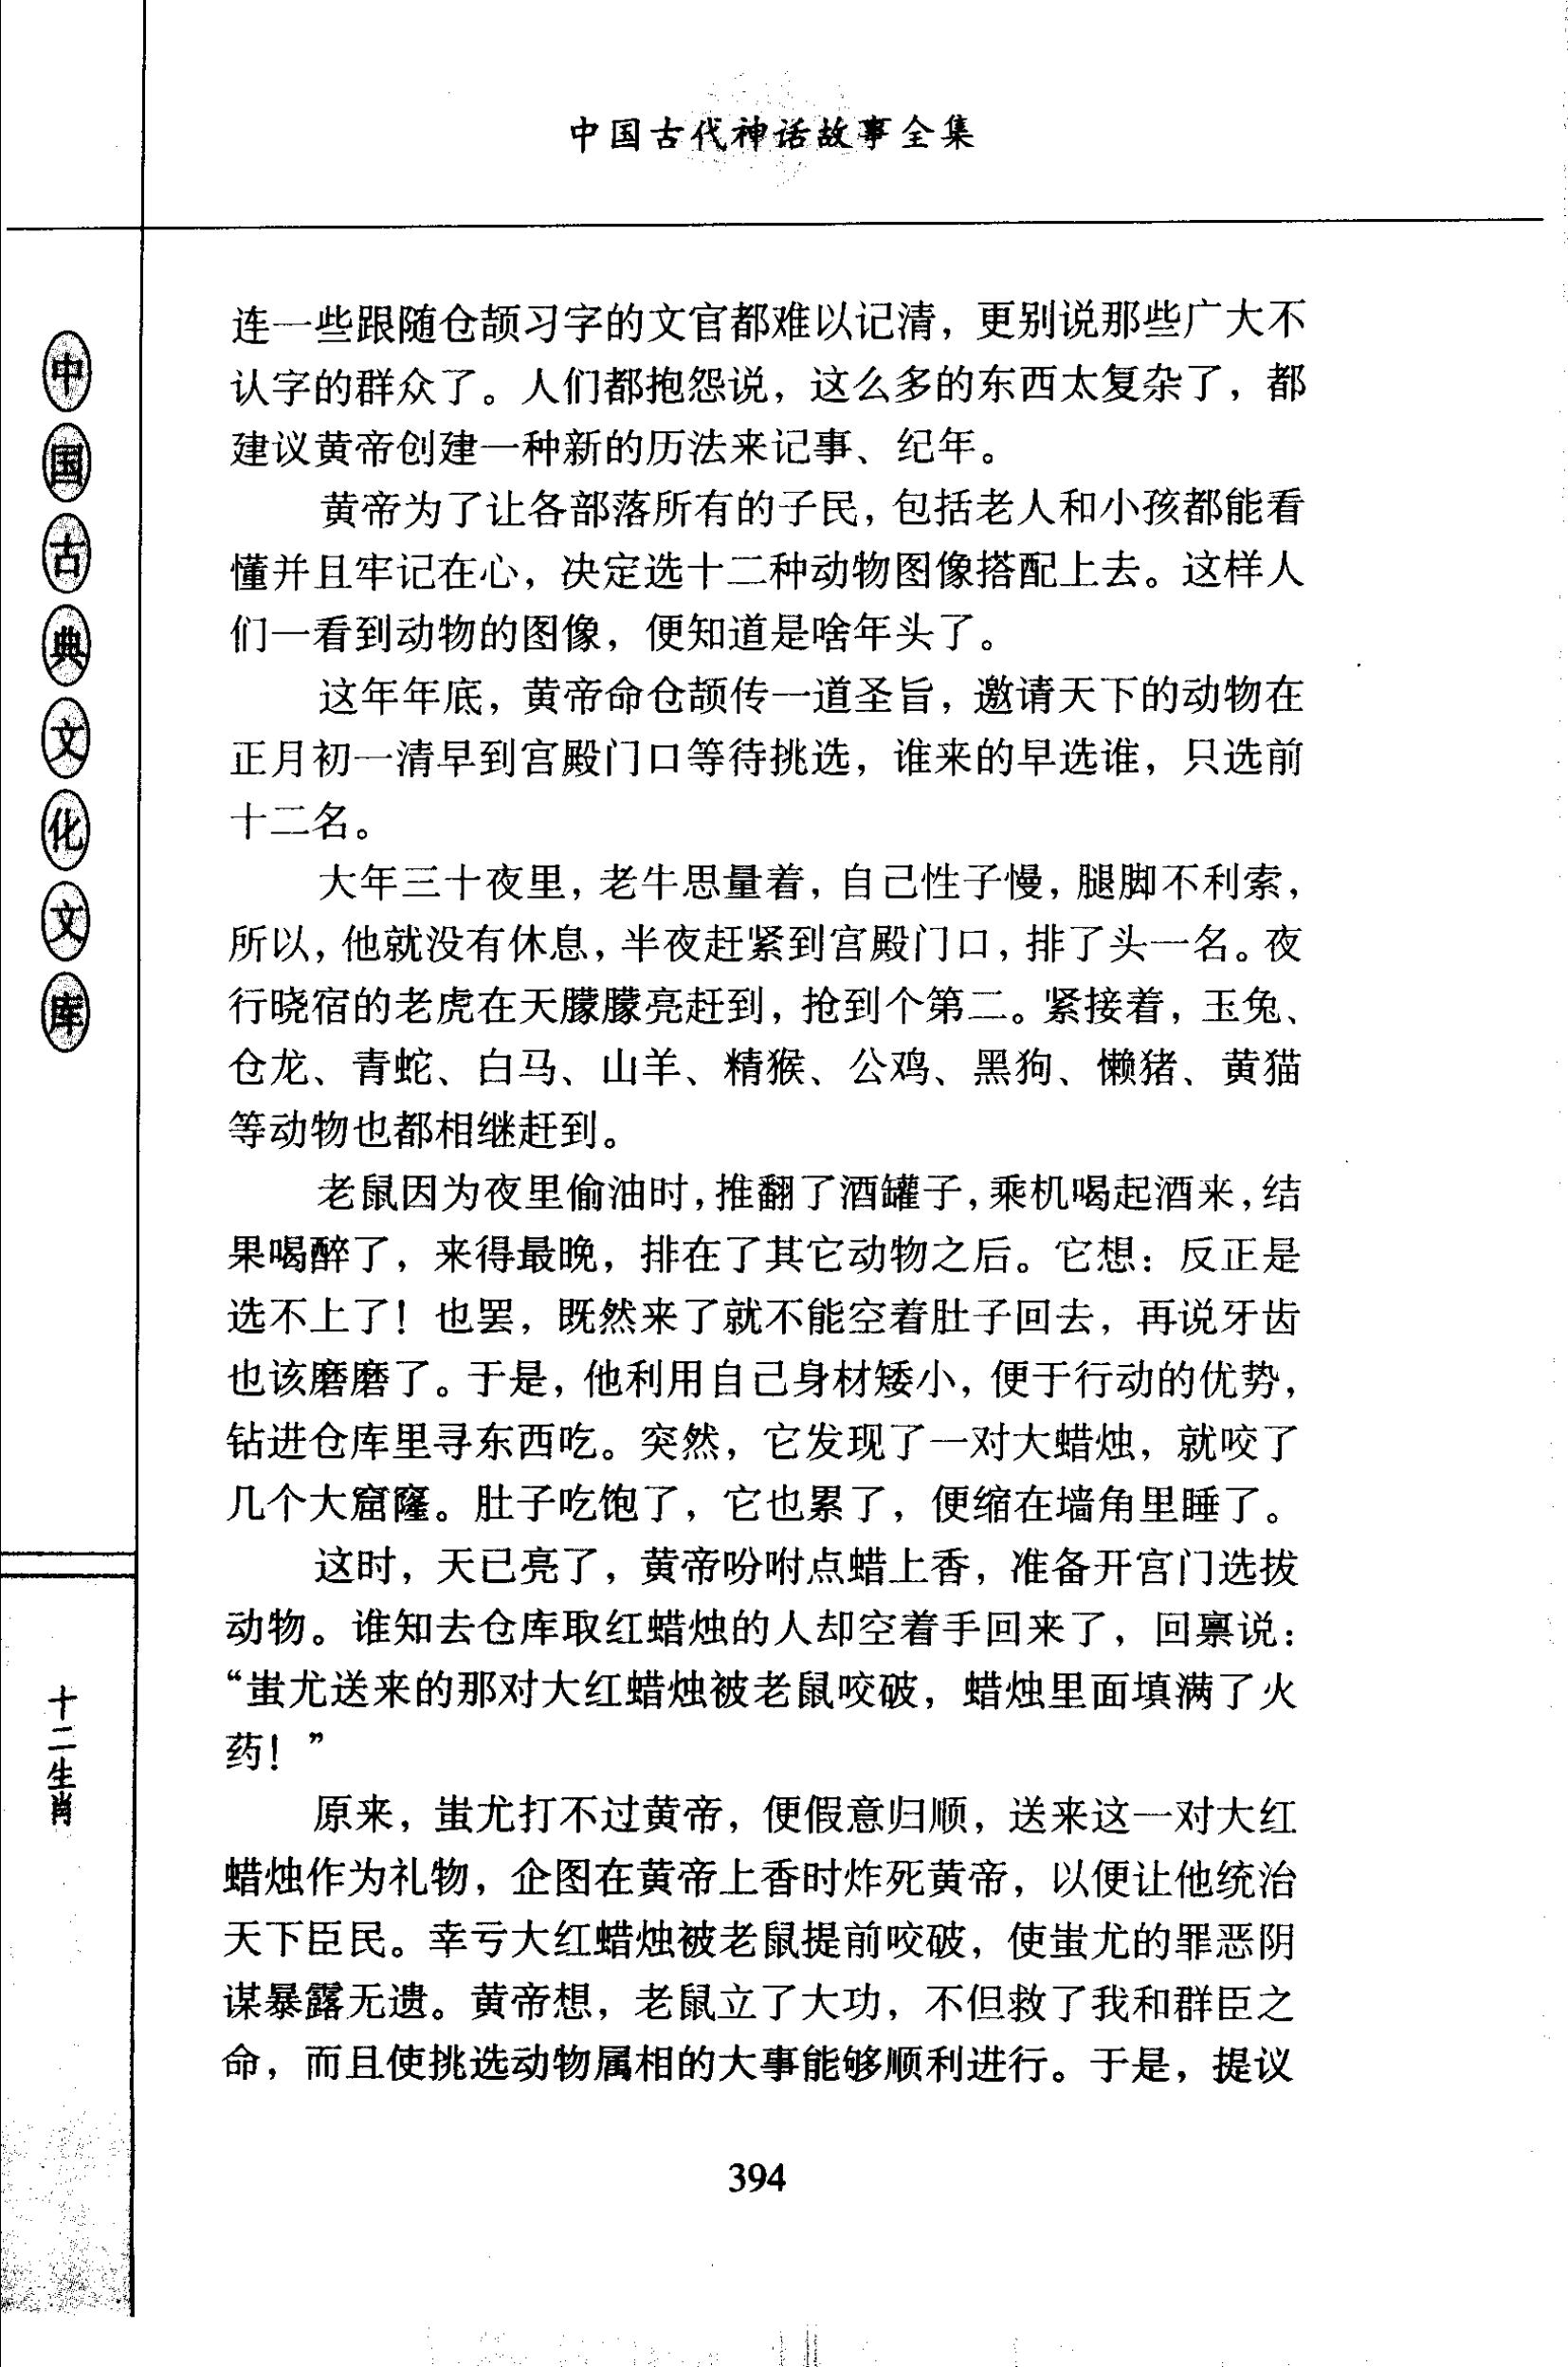 中国古代神话故事全集
中国古典文化文库
连一些跟随仓颉习字的文官都难以记清，更别说那些广大不
认字的群众了。人们都抱怨说，这么多的东西太复杂了，都
建议黄帝创建一种新的历法来记事、纪年。
黄帝为了让各部落所有的子民，包括老人和小孩都能看
懂并且牢记在心，决定选十二种动物图像搭配上去。这样人
们一看到动物的图像，便知道是啥年头了。
这年年底，黄帝命仓颉传一道圣旨，邀请天下的动物在
正月初一清早到宫殿门口等待挑选，谁来的早选谁，只选前
十二名。
大年三十夜里，老牛思量着，自己性子慢，腿脚不利索，
所以，他就没有休息，半夜赶紧到宫殿门口，排了头一名。夜
行晓宿的老虎在天朦朦亮赶到，抢到个第二。紧接着，玉兔、
仓龙、青蛇、白马、山羊、精猴、公鸡、黑狗、懒猪、黄猫
等动物也都相继赶到。
老鼠因为夜里偷油时，推翻了酒罐子，乘机喝起酒来，结
果喝醉了，来得最晚，排在了其它动物之后。它想：反正是
选不上了！也罢，既然来了就不能空着肚子回去，再说牙齿
也该磨磨了。于是，他利用自己身材矮小，便于行动的优势，
钻进仓库里寻东西吃。突然，它发现了一对大蜡烛，就咬了
几个大窟窿。肚子吃饱了，它也累了，便缩在墙角里睡了。
这时，天已亮了，黄帝吩咐点蜡上香，准备开宫门选拔
动物。谁知去仓库取红蜡烛的人却空着手回来了，回禀说：
“蚩尤送来的那对大红蜡烛被老鼠咬破，蜡烛里面填满了火
药！”
原来，蚩尤打不过黄帝，便假意归顺，送来这一对大红
蜡烛作为礼物，企图在黄帝上香时炸死黄帝，以便让他统治
天下臣民。幸亏大红蜡烛被老鼠提前咬破，使蚩尤的罪恶阴
谋暴露无遗。黄帝想，老鼠立了大功，不但救了我和群臣之
命，而且使挑选动物属相的大事能够顺利进行。于是，提议
十二生肖
394